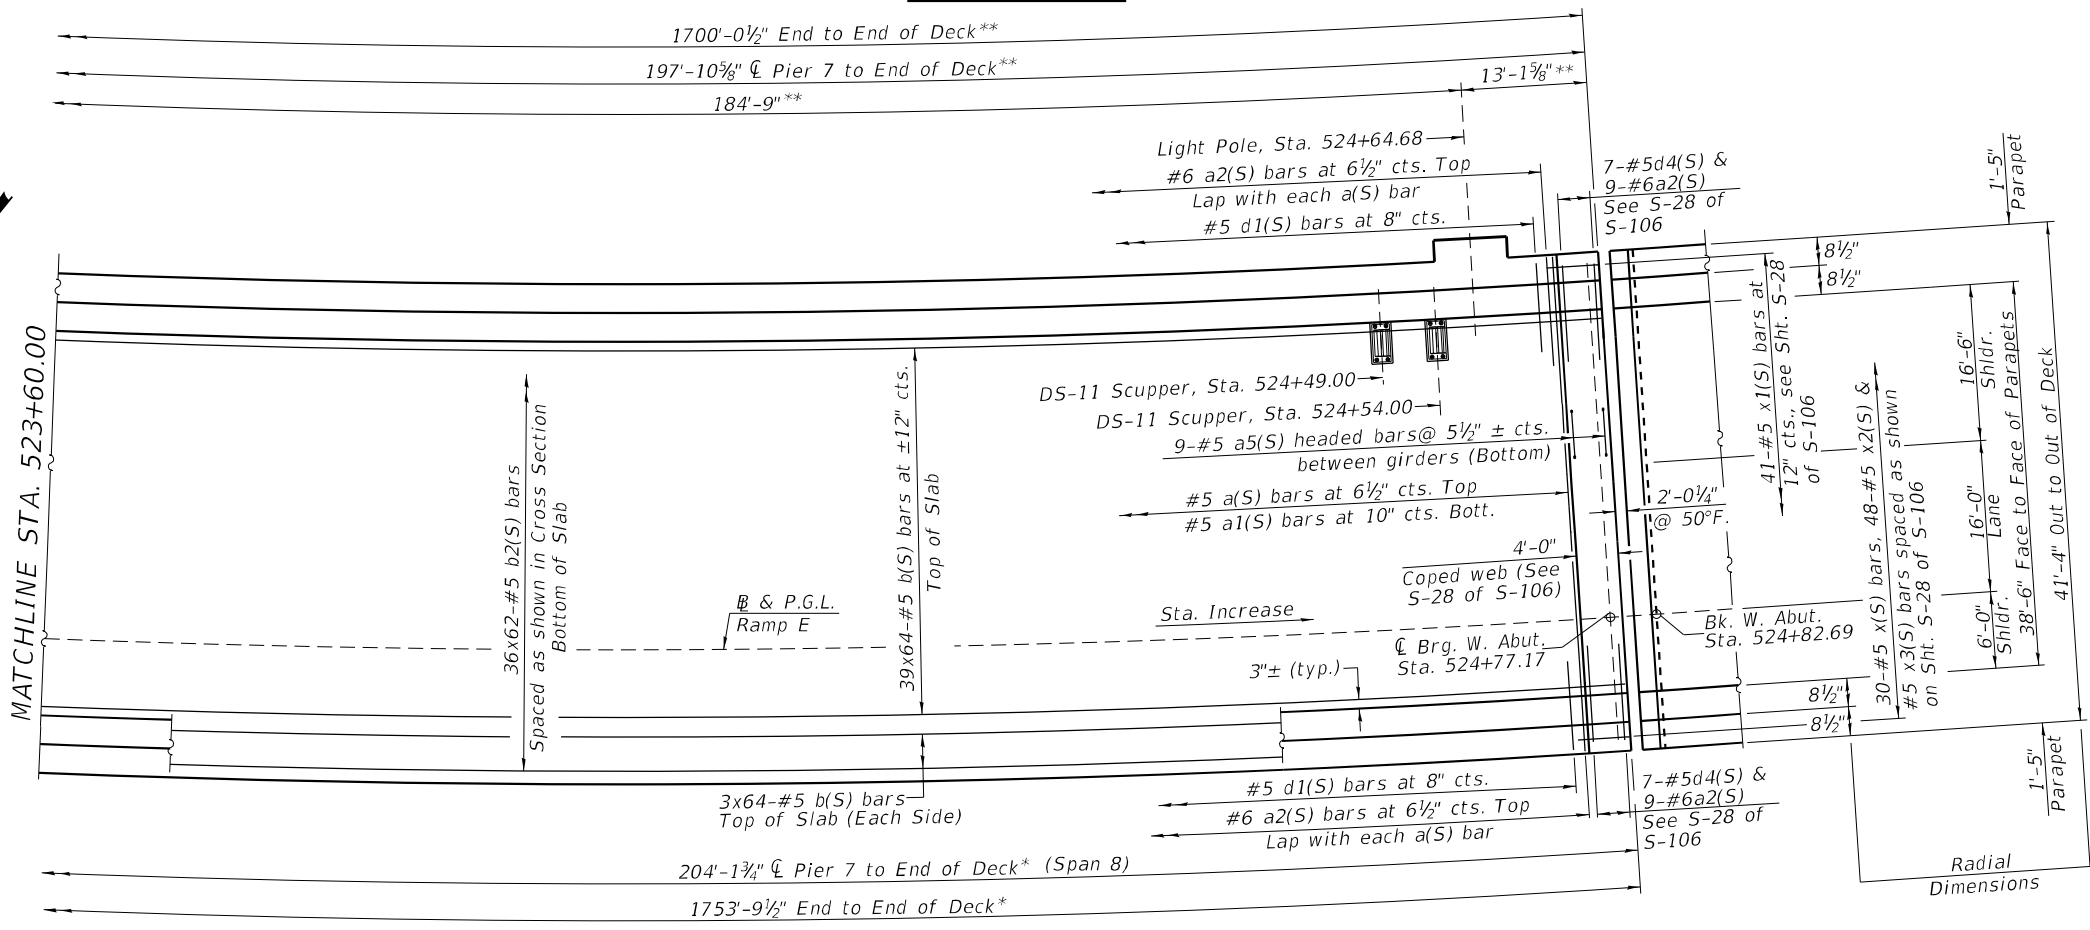 1700'-0½" End to End of Deck**
197'-10⅝" ℄ Pier 7 to End of Deck**
184'-9"**
13'-1⅝"**
Light Pole, Sta. 524+64.68
#6 a2(S) bars at 6½" cts. Top
Lap with each a(S) bar
#5 d1(S) bars at 8" cts.
7-#5d4(S) &
9-#6a2(S)
See S-28 of
S-106
1'-5"
Parapet
8½"
8½"
MATCHLINE STA. 523+60.00
36x62-#5 b2(S) bars
Spaced as shown in Cross Section
Bottom of Slab
39x64-#5 b(S) bars at ±12" cts.
Top of Slab
DS-11 Scupper, Sta. 524+49.00
DS-11 Scupper, Sta. 524+54.00
9-#5 a5(S) headed bars@ 5½" ± cts.
between girders (Bottom)
#5 a(S) bars at 6½" cts. Top
#5 a1(S) bars at 10" cts. Bott.
4'-0"
Coped web (See
S-28 of S-106)
2'-0¼"
@ 50°F.
41-#5 x1(S) bars at
12" cts., see Sht. S-28
of S-106
30-#5 x(S) bars, 48-#5 x2(S) &
#5 x3(S) bars spaced as shown
on Sht. S-28 of S-106
16'-6"
Shldr.
16'-0"
Lane
6'-0"
Shldr.
38'-6" Face to Face of Parapets
41'-4" Out to Out of Deck
BL & P.G.L.
Ramp E
Sta. Increase
℄ Brg. W. Abut.
Sta. 524+77.17
Bk. W. Abut.
Sta. 524+82.69
3"± (typ.)
8½"
8½"
3x64-#5 b(S) bars
Top of Slab (Each Side)
#5 d1(S) bars at 8" cts.
#6 a2(S) bars at 6½" cts. Top
Lap with each a(S) bar
7-#5d4(S) &
9-#6a2(S)
See S-28 of
S-106
1'-5"
Parapet
Radial
Dimensions
204'-1¾" ℄ Pier 7 to End of Deck* (Span 8)
1753'-9½" End to End of Deck*